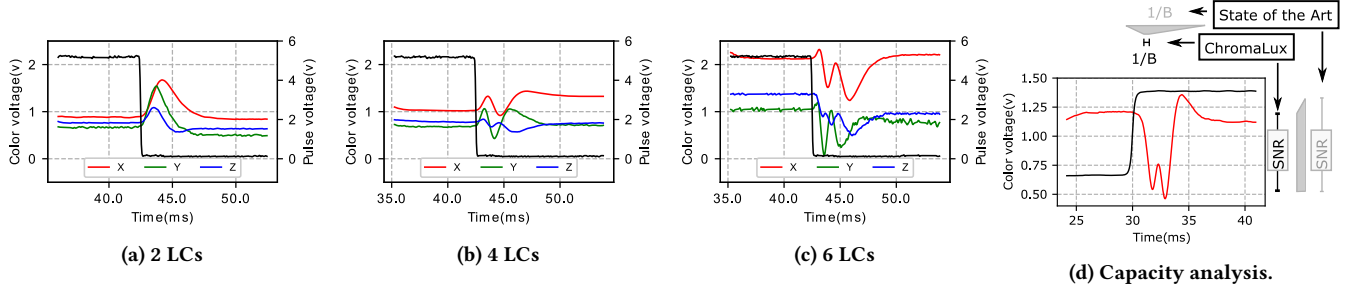 Color voltage(v)
2
1
0
6
4
2
0
Pulse voltage(v)
X Y Z
40.0 45.0 50.0
Time(ms)
(a) 2 LCs
Color voltage(v)
2
1
0
6
4
2
0
Pulse voltage(v)
X Y Z
35.0 40.0 45.0 50.0
Time(ms)
(b) 4 LCs
Color voltage(v)
2
1
0
6
4
2
0
Pulse voltage(v)
X Y Z
35.0 40.0 45.0 50.0
Time(ms)
(c) 6 LCs
1/B
State of the Art
ChromaLux
1/B
Color voltage(v)
1.50
1.25
1.00
0.75
0.50
25 30 35 40
Time(ms)
SNR
SNR
(d) Capacity analysis.